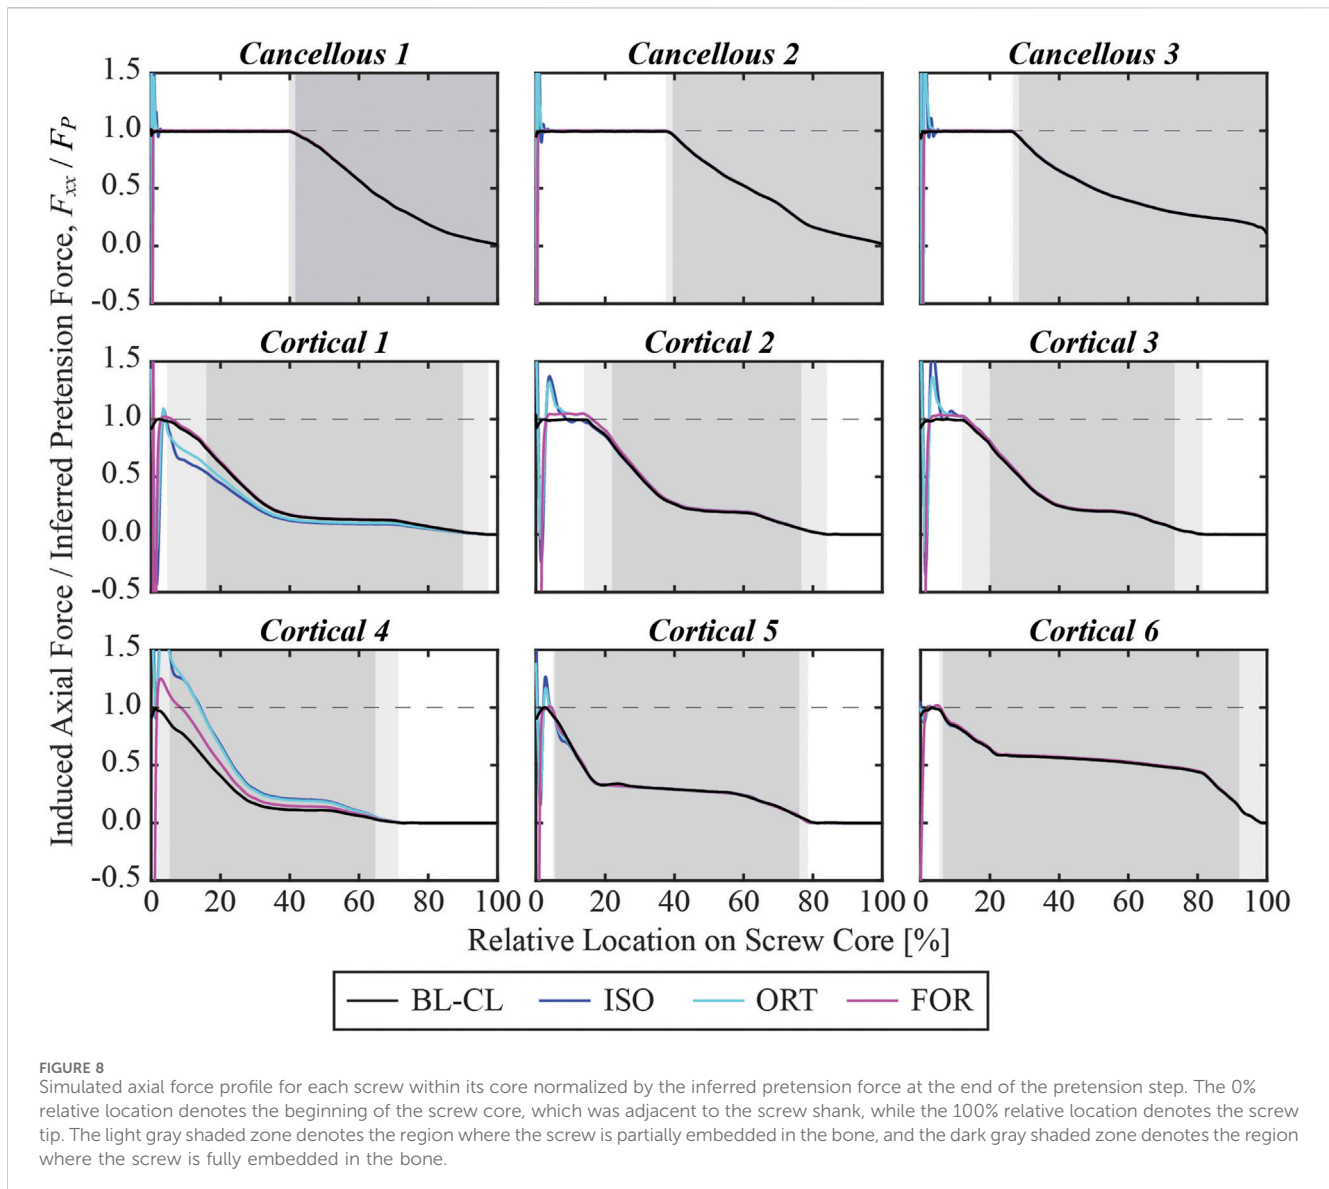 Cancellous 1
Cancellous 2
Cancellous 3
Induced Axial Force / Inferred Pretension Force, F_xx / F_P
1.5
1.0
0.5
0.0
-0.5
Cortical 1
Cortical 2
Cortical 3
1.5
1.0
0.5
0.0
-0.5
Cortical 4
Cortical 5
Cortical 6
1.5
1.0
0.5
0.0
-0.5
0 20 40 60 80 100
0 20 40 60 80 100
0 20 40 60 80 100
Relative Location on Screw Core [%]
BL-CL ISO ORT FOR
FIGURE 8
Simulated axial force profile for each screw within its core normalized by the inferred pretension force at the end of the pretension step. The 0%
relative location denotes the beginning of the screw core, which was adjacent to the screw shank, while the 100% relative location denotes the screw
tip. The light gray shaded zone denotes the region where the screw is partially embedded in the bone, and the dark gray shaded zone denotes the region
where the screw is fully embedded in the bone.